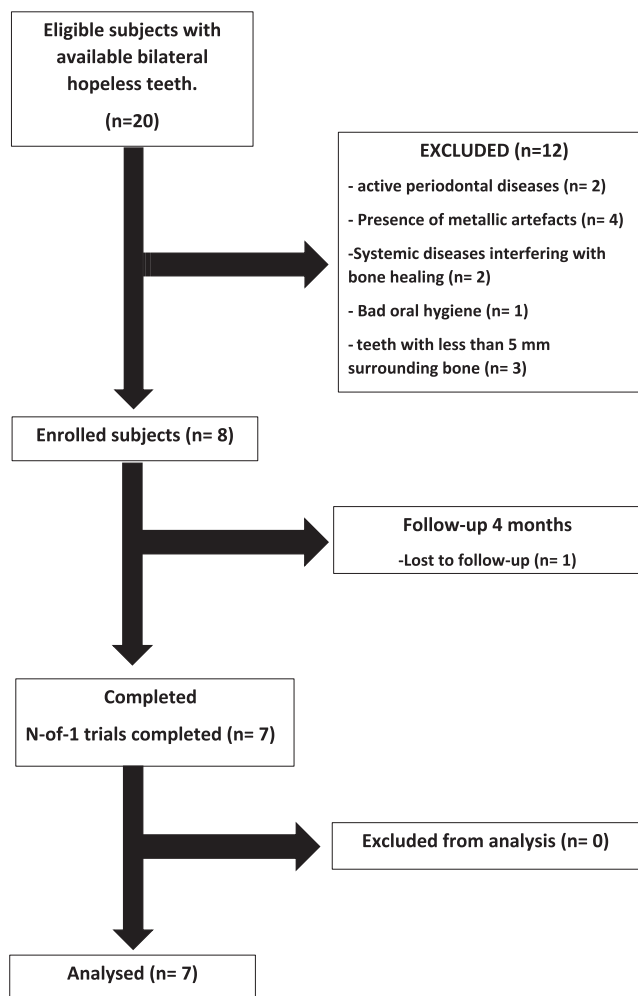 Eligible subjects with
available bilateral
hopeless teeth.
(n=20)
EXCLUDED (n=12)
- active periodontal diseases (n= 2)
- Presence of metallic artefacts (n= 4)
-Systemic diseases interfering with
bone healing (n= 2)
- Bad oral hygiene (n= 1)
- teeth with less than 5 mm
surrounding bone (n= 3)
Enrolled subjects (n= 8)
Follow-up 4 months
-Lost to follow-up (n= 1)
Completed
N-of-1 trials completed (n= 7)
Excluded from analysis (n= 0)
Analysed (n= 7)